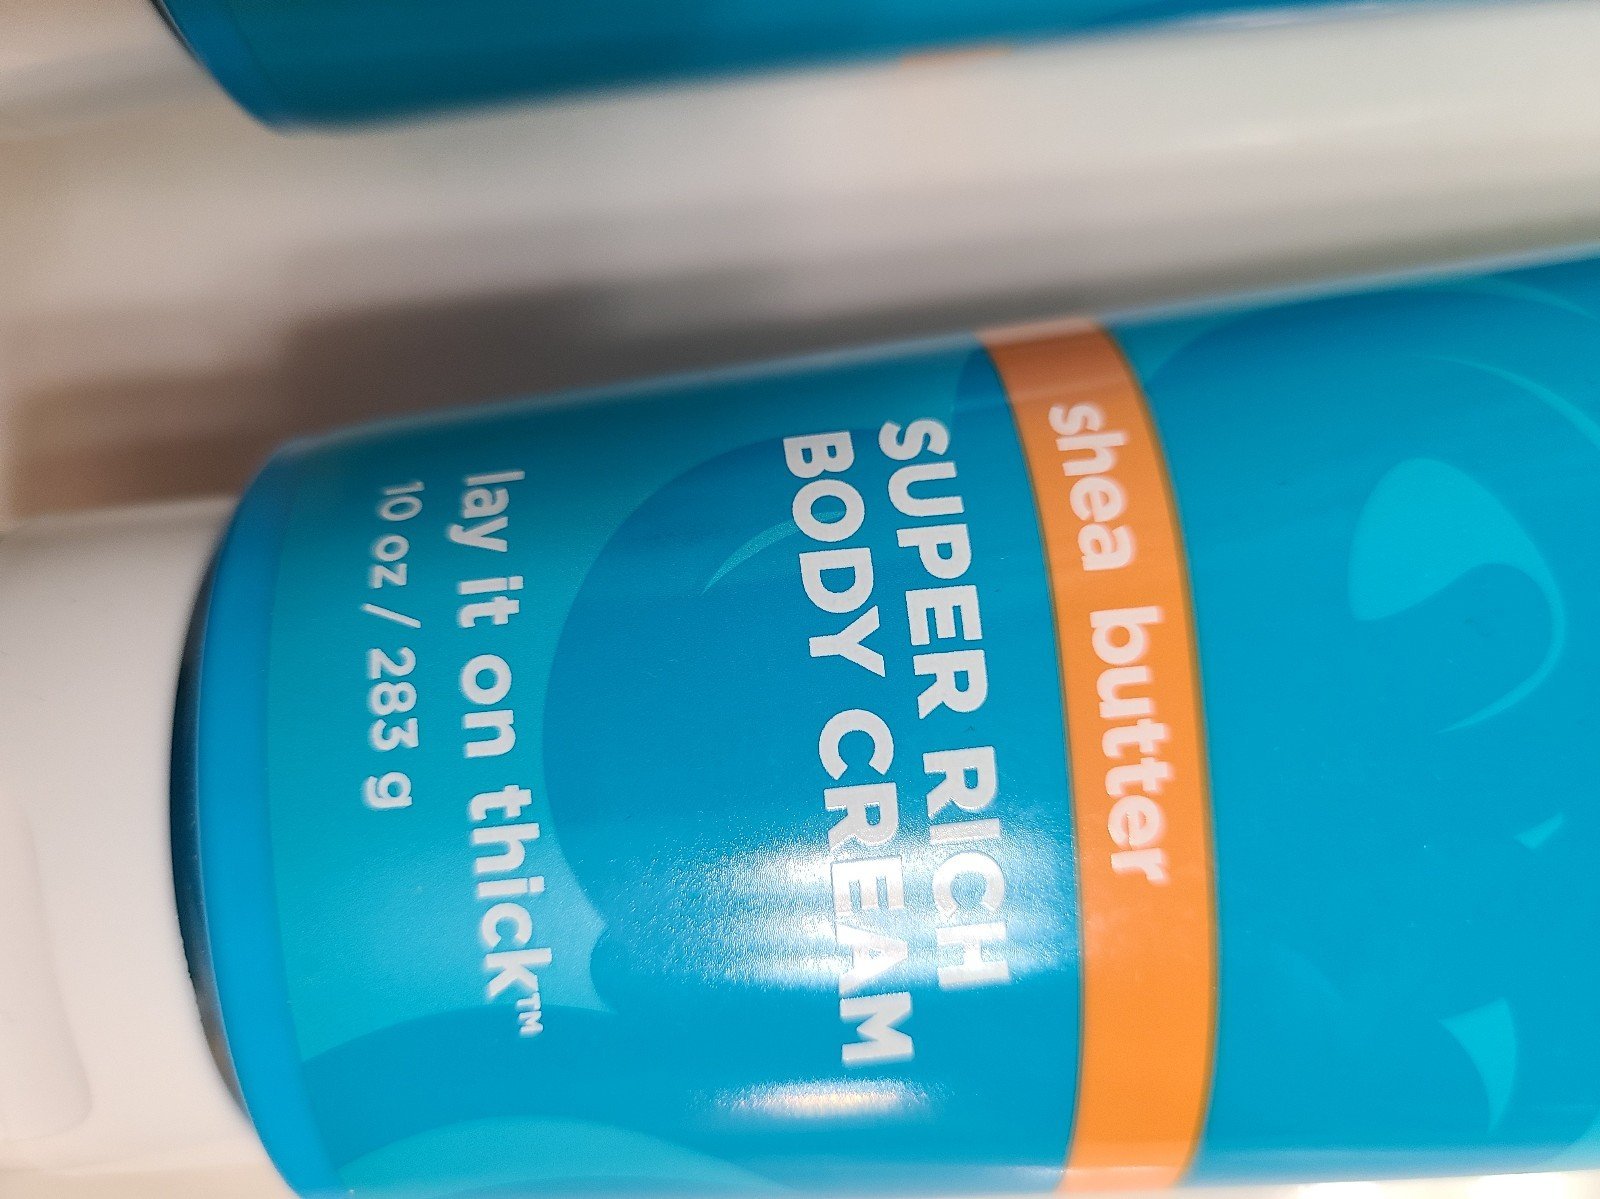 shea butter
SUPER RICH
BODY CREAM
lay it on thick™
10 oz / 283 g